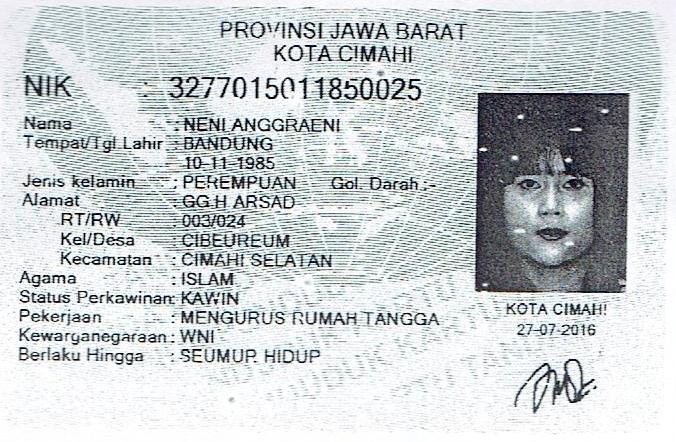 PROVINSI JAWA BARAT
KOTA CIMAHI
NIK : 3277015011850025
Nama : NENI ANGGRAENI
Tempat/Tgl.Lahir : BANDUNG
10-11-1985
Jenis kelamin : PEREMPUAN Gol. Darah :-
Alamat : GG.H ARSAD
RT/RW : 003/024
Kel/Desa : CIBEUREUM
Kecamatan : CIMAHI SELATAN
Agama : ISLAM
Status Perkawinan: KAWIN
Pekerjaan : MENGURUS RUMAH TANGGA
Kewarganegaraan: WNI
Berlaku Hingga : SEUMUR HIDUP
KOTA CIMAHI
27-07-2016